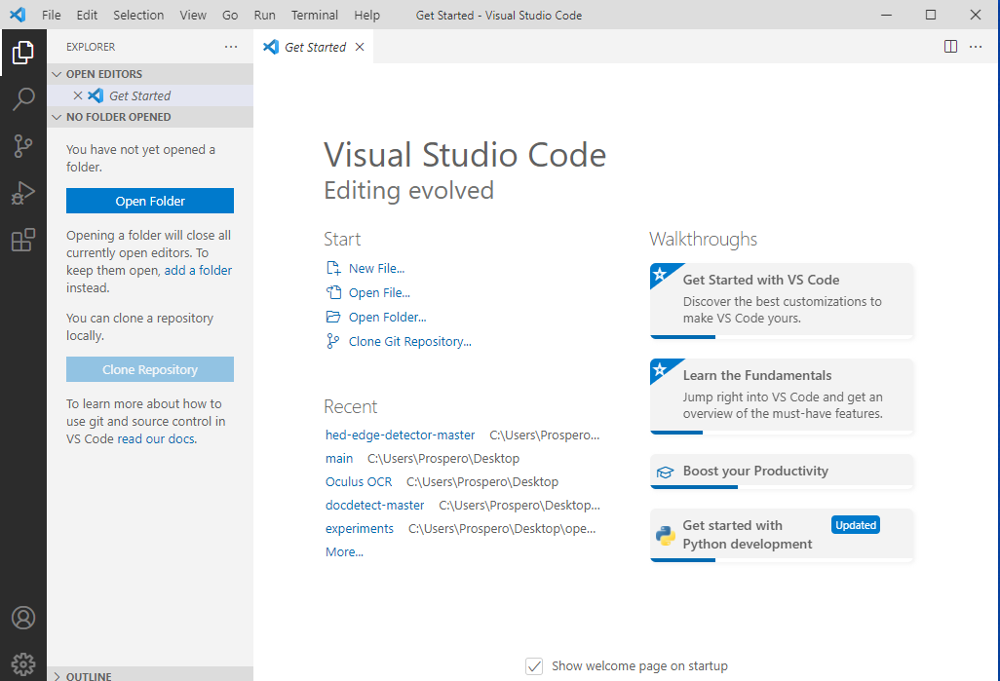 File Edit Selection View Go Run Terminal Help Get Started - Visual Studio Code
EXPLORER
Get Started
OPEN EDITORS
Get Started
NO FOLDER OPENED
You have not yet opened a
folder.
Open Folder
Opening a folder will close all
currently open editors. To
keep them open, add a folder
instead.
You can clone a repository
locally.
Clone Repository
To learn more about how to
use git and source control in
VS Code read our docs.
OUTLINE
Visual Studio Code
Editing evolved
Start
New File...
Open File...
Open Folder...
Clone Git Repository...
Recent
hed-edge-detector-master C:\Users\Prospero...
main C:\Users\Prospero\Desktop
Oculus OCR C:\Users\Prospero\Desktop
docdetect-master C:\Users\Prospero\Desktop...
experiments C:\Users\Prospero\Desktop\ope...
More...
Walkthroughs
Get Started with VS Code
Discover the best customizations to
make VS Code yours.
Learn the Fundamentals
Jump right into VS Code and get an
overview of the must-have features.
Boost your Productivity
Get started with
Python development
Updated
Show welcome page on startup